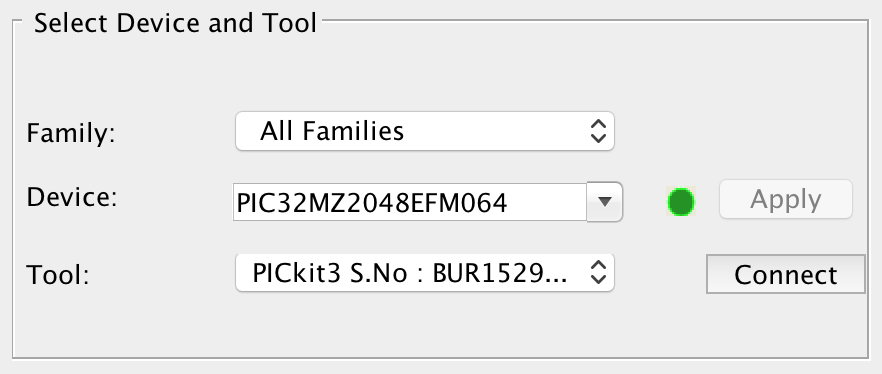 Select Device and Tool
Family: All Families
Device: PIC32MZ2048EFM064 Apply
Tool: PICkit3 S.No : BUR1529... Connect